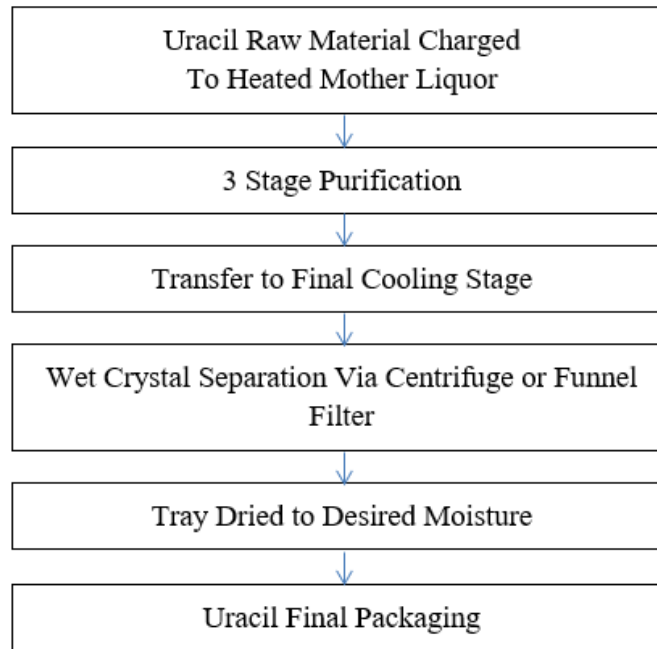 Uracil Raw Material Charged
To Heated Mother Liquor
3 Stage Purification
Transfer to Final Cooling Stage
Wet Crystal Separation Via Centrifuge or Funnel
Filter
Tray Dried to Desired Moisture
Uracil Final Packaging